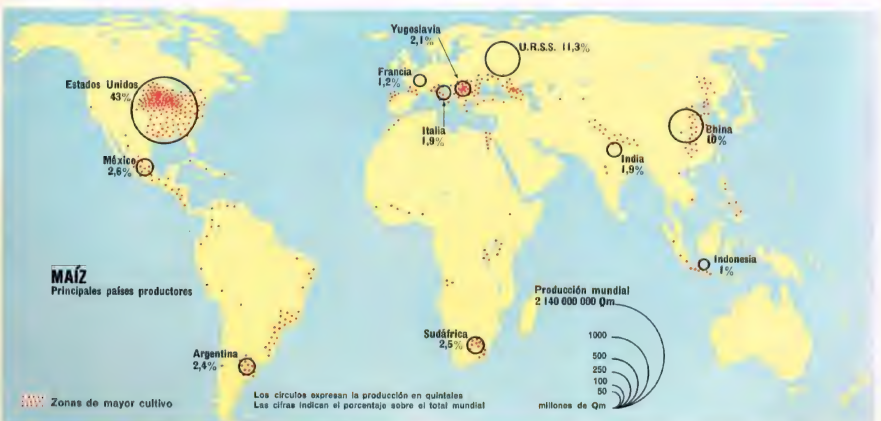 Yugoslavia
2,1%
U.R.S.S. 11,3%
Francia
1,2%
Estados Unidos
43%
Italia
1,9%
China
10%
México
2,6%
India
1,9%
Indonesia
1%
MAÍZ
Principales países productores
Producción mundial
2 140 000 000 Qm
1000
500
250
100
50
millones de Qm
Sudáfrica
2,5%
Argentina
2,4%
Zonas de mayor cultivo
Los círculos expresan la producción en quintales
Las cifras indican el porcentaje sobre el total mundial